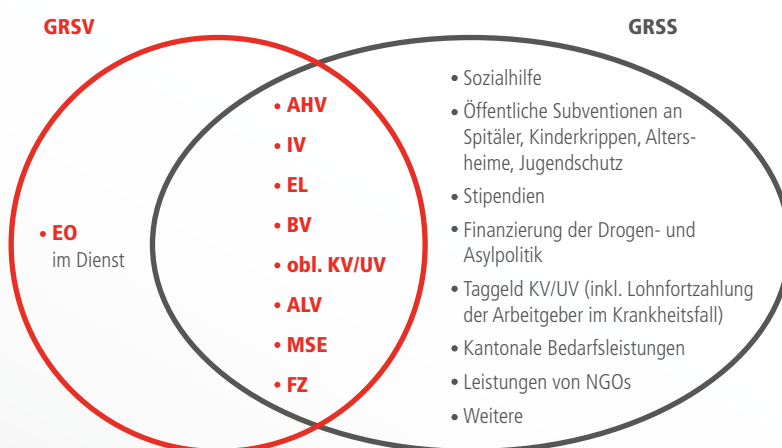 GRSV
GRSS
• EO
im Dienst
• AHV
• IV
• EL
• BV
• obl. KV/UV
• ALV
• MSE
• FZ
• Sozialhilfe
• Öffentliche Subventionen an
Spitäler, Kinderkrippen, Alters-
heime, Jugendschutz
• Stipendien
• Finanzierung der Drogen- und
Asylpolitik
• Taggeld KV/UV (inkl. Lohnfortzahlung
der Arbeitgeber im Krankheitsfall)
• Kantonale Bedarfsleistungen
• Leistungen von NGOs
• Weitere